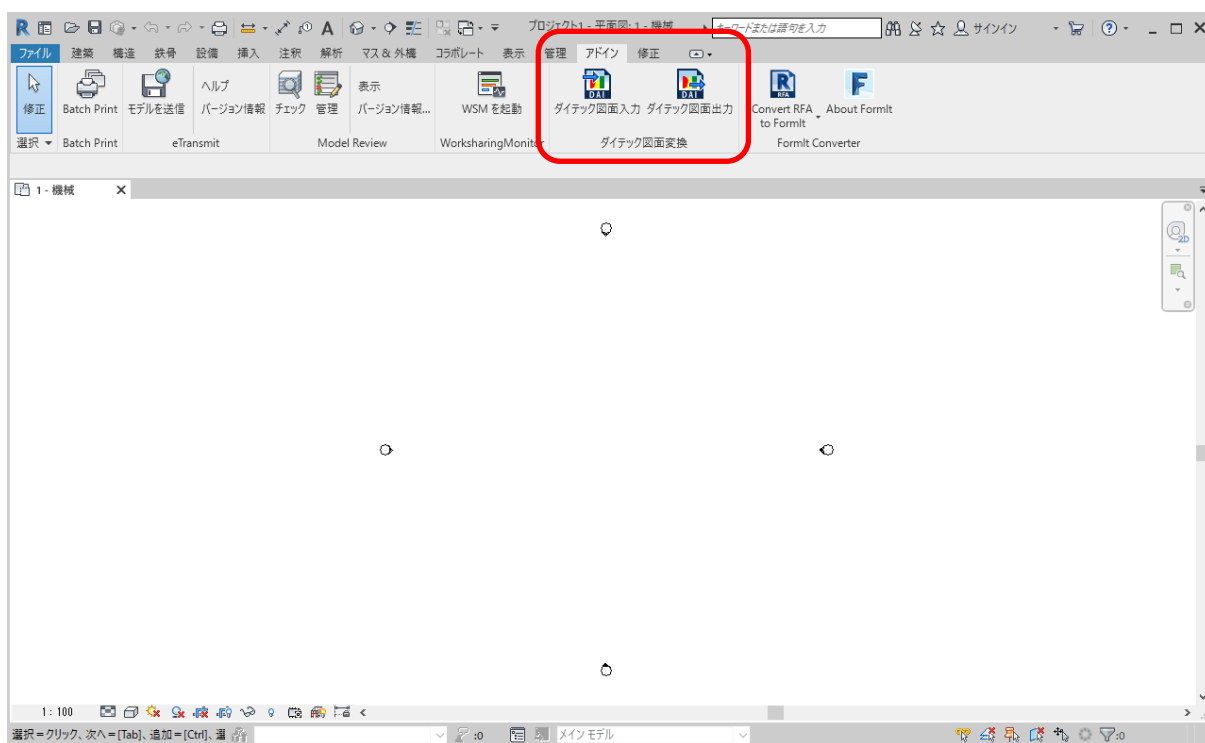 プロジェクト1 - 平面図: 1 - 機械
キーワードまたは語句を入力
サインイン
ファイル 建築 構造 鉄骨 設備 挿入 注釈 解析 マス & 外構 コラボレート 表示 管理 アドイン 修正
修正 Batch Print モデルを送信 ヘルプ バージョン情報 チェック 管理 表示 バージョン情報... WSM を起動 ダイテック図面入力 ダイテック図面出力 Convert RFA to FormIt About FormIt
選択 Batch Print eTransmit Model Review WorksharingMonitor ダイテック図面変換 FormIt Converter
1 - 機械
2D
1 : 100
選択＝クリック、次へ＝[Tab]、追加＝[Ctrl]、選 :0 メイン モデル :0